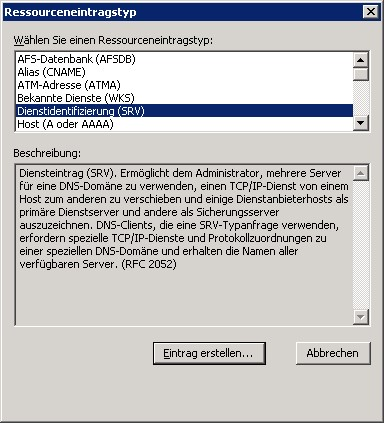 Ressourceneintragstyp
Wählen Sie einen Ressourceneintragstyp:
AFS-Datenbank (AFSDB)
Alias (CNAME)
ATM-Adresse (ATMA)
Bekannte Dienste (WKS)
Dienstidentifizierung (SRV)
Host (A oder AAAA)
Beschreibung:
Diensteintrag (SRV). Ermöglicht dem Administrator, mehrere Server
für eine DNS-Domäne zu verwenden, einen TCP/IP-Dienst von einem
Host zum anderen zu verschieben und einige Dienstanbieterhosts als
primäre Dienstserver und andere als Sicherungsserver
auszuzeichnen. DNS-Clients, die eine SRV-Typanfrage verwenden,
erfordern spezielle TCP/IP-Dienste und Protokollzuordnungen zu
einer speziellen DNS-Domäne und erhalten die Namen aller
verfügbaren Server. (RFC 2052)
Eintrag erstellen... Abbrechen